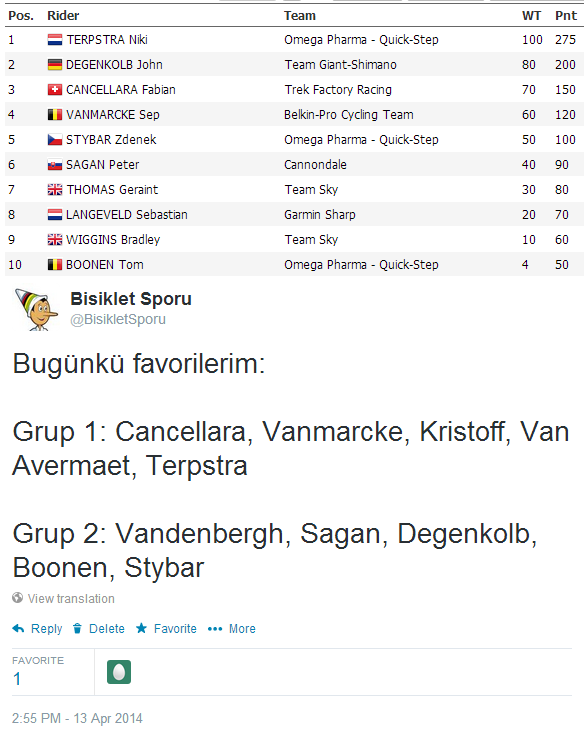 Pos. Rider Team WT Pnt
1 TERPSTRA Niki Omega Pharma - Quick-Step 100 275
2 DEGENKOLB John Team Giant-Shimano 80 200
3 CANCELLARA Fabian Trek Factory Racing 70 150
4 VANMARCKE Sep Belkin-Pro Cycling Team 60 120
5 STYBAR Zdenek Omega Pharma - Quick-Step 50 100
6 SAGAN Peter Cannondale 40 90
7 THOMAS Geraint Team Sky 30 80
8 LANGEVELD Sebastian Garmin Sharp 20 70
9 WIGGINS Bradley Team Sky 10 60
10 BOONEN Tom Omega Pharma - Quick-Step 4 50
Bisiklet Sporu
@BisikletSporu
Bugünkü favorilerim:
Grup 1: Cancellara, Vanmarcke, Kristoff, Van
Avermaet, Terpstra
Grup 2: Vandenbergh, Sagan, Degenkolb,
Boonen, Stybar
View translation
Reply Delete Favorite More
FAVORITE
1
2:55 PM - 13 Apr 2014